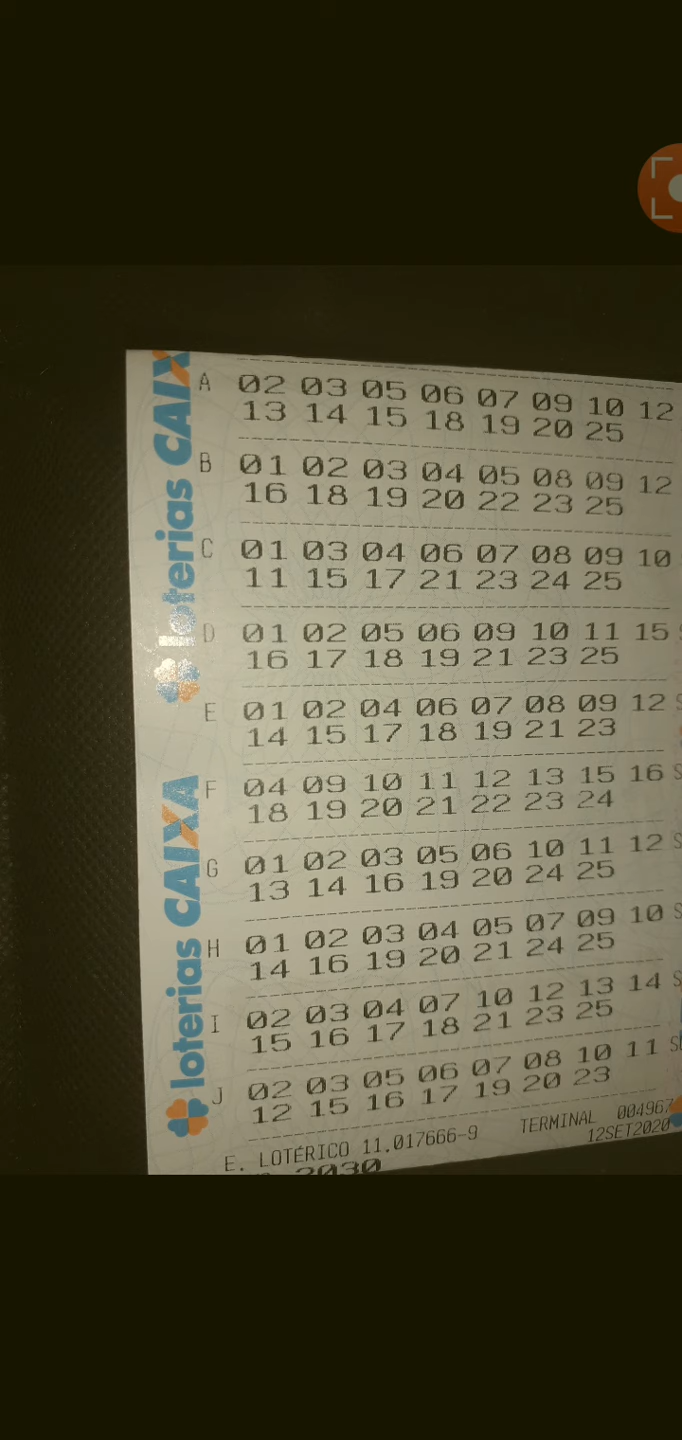 loterias CAIXA
loterias CAIXA
A 02 03 05 06 07 09 10 12
13 14 15 18 19 20 25
B 01 02 03 04 05 08 09 12
16 18 19 20 22 23 25
C 01 03 04 06 07 08 09 10
11 15 17 21 23 24 25
D 01 02 05 06 09 10 11 15
16 17 18 19 21 23 25
E 01 02 04 06 07 08 09 12
14 15 17 18 19 21 23
F 04 09 10 11 12 13 15 16
18 19 20 21 22 23 24
G 01 02 03 05 06 10 11 12
13 14 16 19 20 24 25
H 01 02 03 04 05 07 09 10
14 16 19 20 21 24 25
I 02 03 04 07 10 12 13 14
15 16 17 18 21 23 25
J 02 03 05 06 07 08 10 11
12 15 16 17 19 20 23
E. LOTÉRICO 11.017666-9 TERMINAL 004967
12SET2020
2030